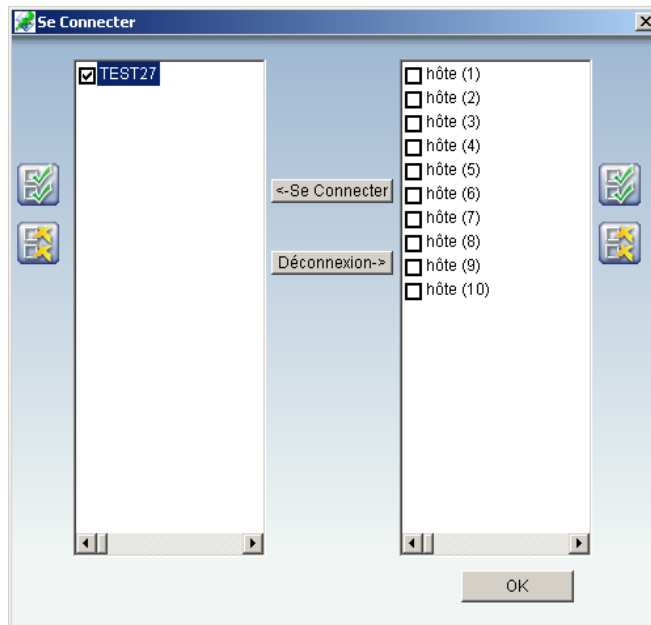 Se Connecter
TEST27
hôte (1)
hôte (2)
hôte (3)
hôte (4)
hôte (5)
hôte (6)
hôte (7)
hôte (8)
hôte (9)
hôte (10)
<-Se Connecter
Déconnexion->
OK